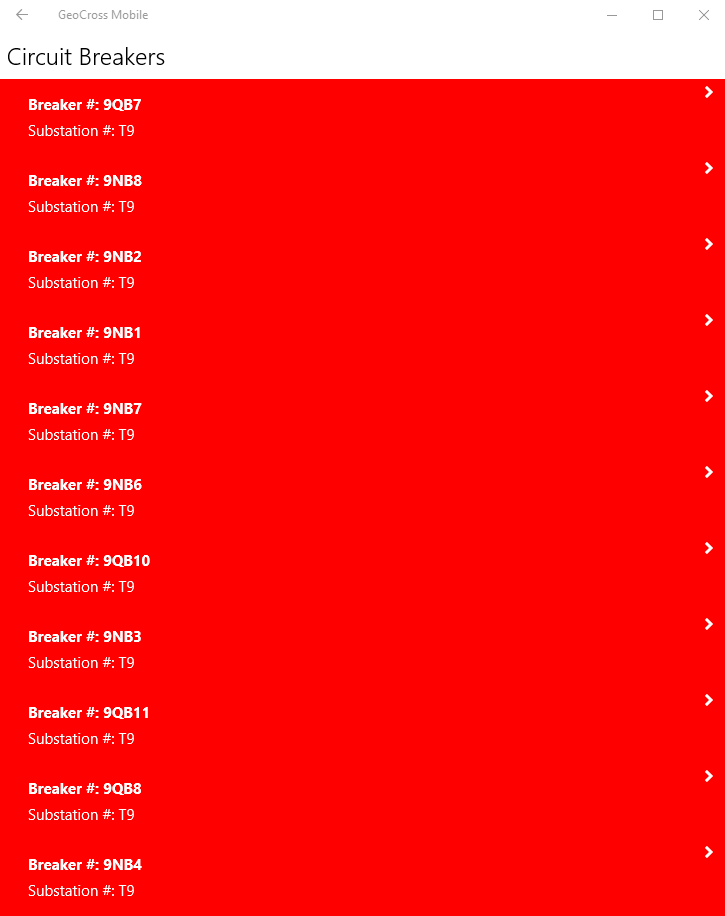 GeoCross Mobile
Circuit Breakers
Breaker #: 9QB7
Substation #: T9
Breaker #: 9NB8
Substation #: T9
Breaker #: 9NB2
Substation #: T9
Breaker #: 9NB1
Substation #: T9
Breaker #: 9NB7
Substation #: T9
Breaker #: 9NB6
Substation #: T9
Breaker #: 9QB10
Substation #: T9
Breaker #: 9NB3
Substation #: T9
Breaker #: 9QB11
Substation #: T9
Breaker #: 9QB8
Substation #: T9
Breaker #: 9NB4
Substation #: T9